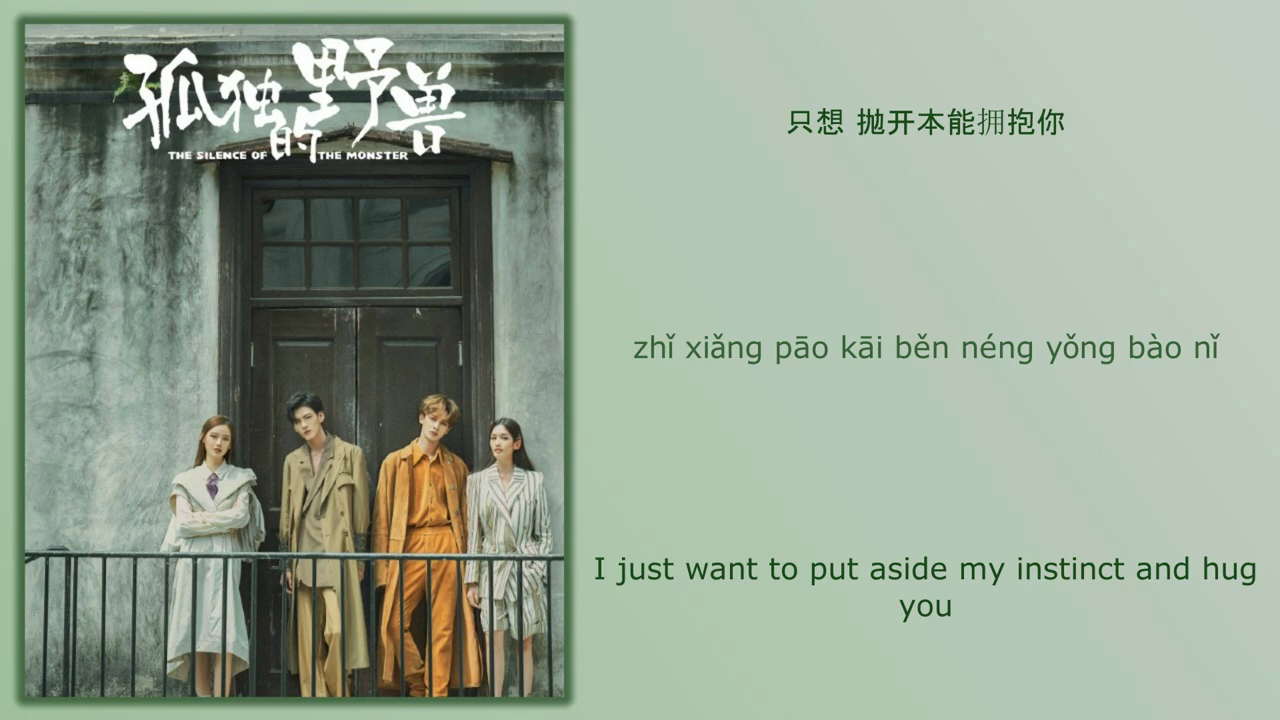 孤独的野兽
THE SILENCE OF THE MONSTER
只想 抛开本能拥抱你
zhǐ xiǎng pāo kāi běn néng yǒng bào nǐ
I just want to put aside my instinct and hug
you